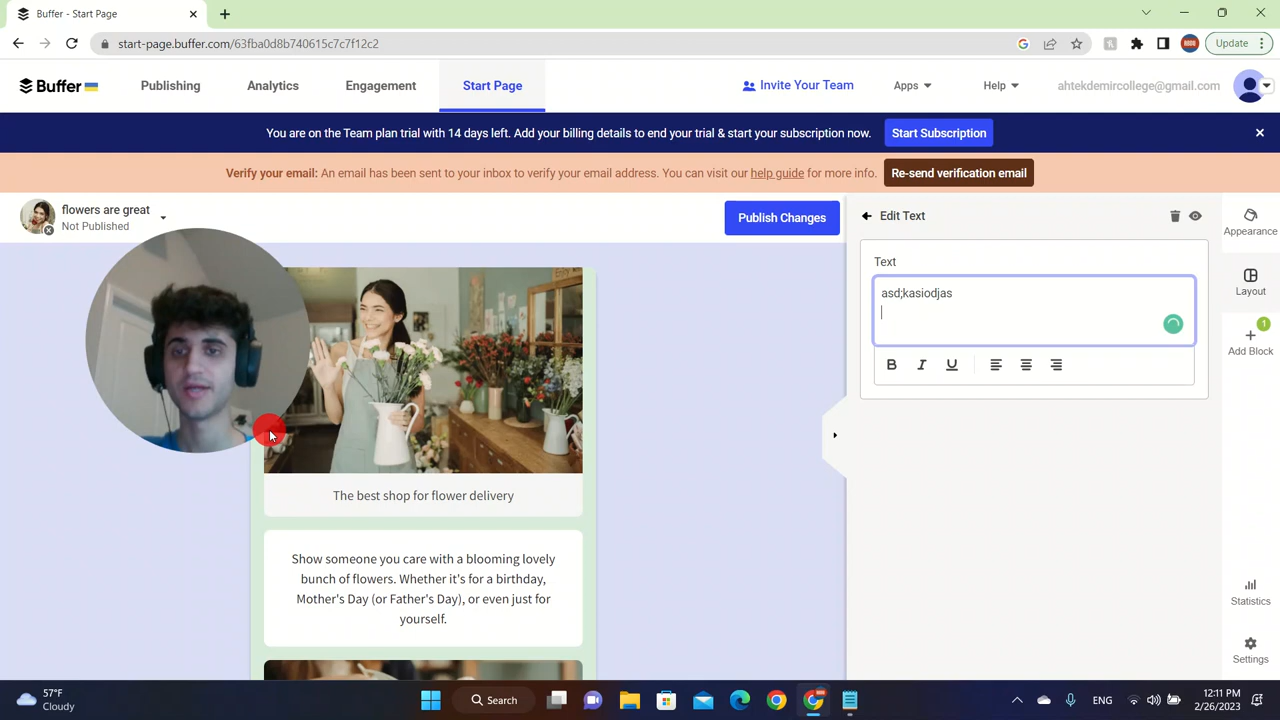 Buffer - Start Page
start-page.buffer.com/63fba0d8b740615c7c7f12c2
Update
Buffer
Publishing
Analytics
Engagement
Start Page
Invite Your Team
Apps
Help
ahtekdemircollege@gmail.com
You are on the Team plan trial with 14 days left. Add your billing details to end your trial & start your subscription now.
Start Subscription
Verify your email: An email has been sent to your inbox to verify your email address. You can visit our help guide for more info.
Re-send verification email
flowers are great
Not Published
Publish Changes
Edit Text
Appearance
Text
asd;kasiodjas
Layout
1
Add Block
The best shop for flower delivery
Show someone you care with a blooming lovely
bunch of flowers. Whether it's for a birthday,
Mother's Day (or Father's Day), or even just for
yourself.
B I U
Statistics
Settings
57°F
Cloudy
Search
ENG
12:11 PM
2/26/2023